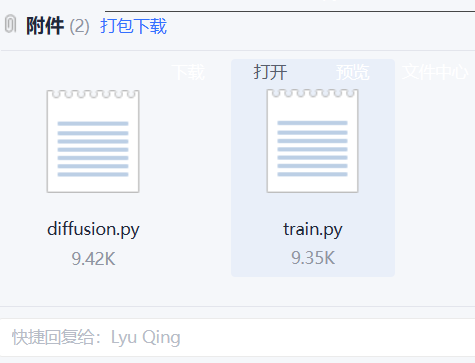 附件 (2) 打包下载
下载 打开 预览 文件中心
diffusion.py train.py
9.42K 9.35K
快捷回复给：Lyu Qing